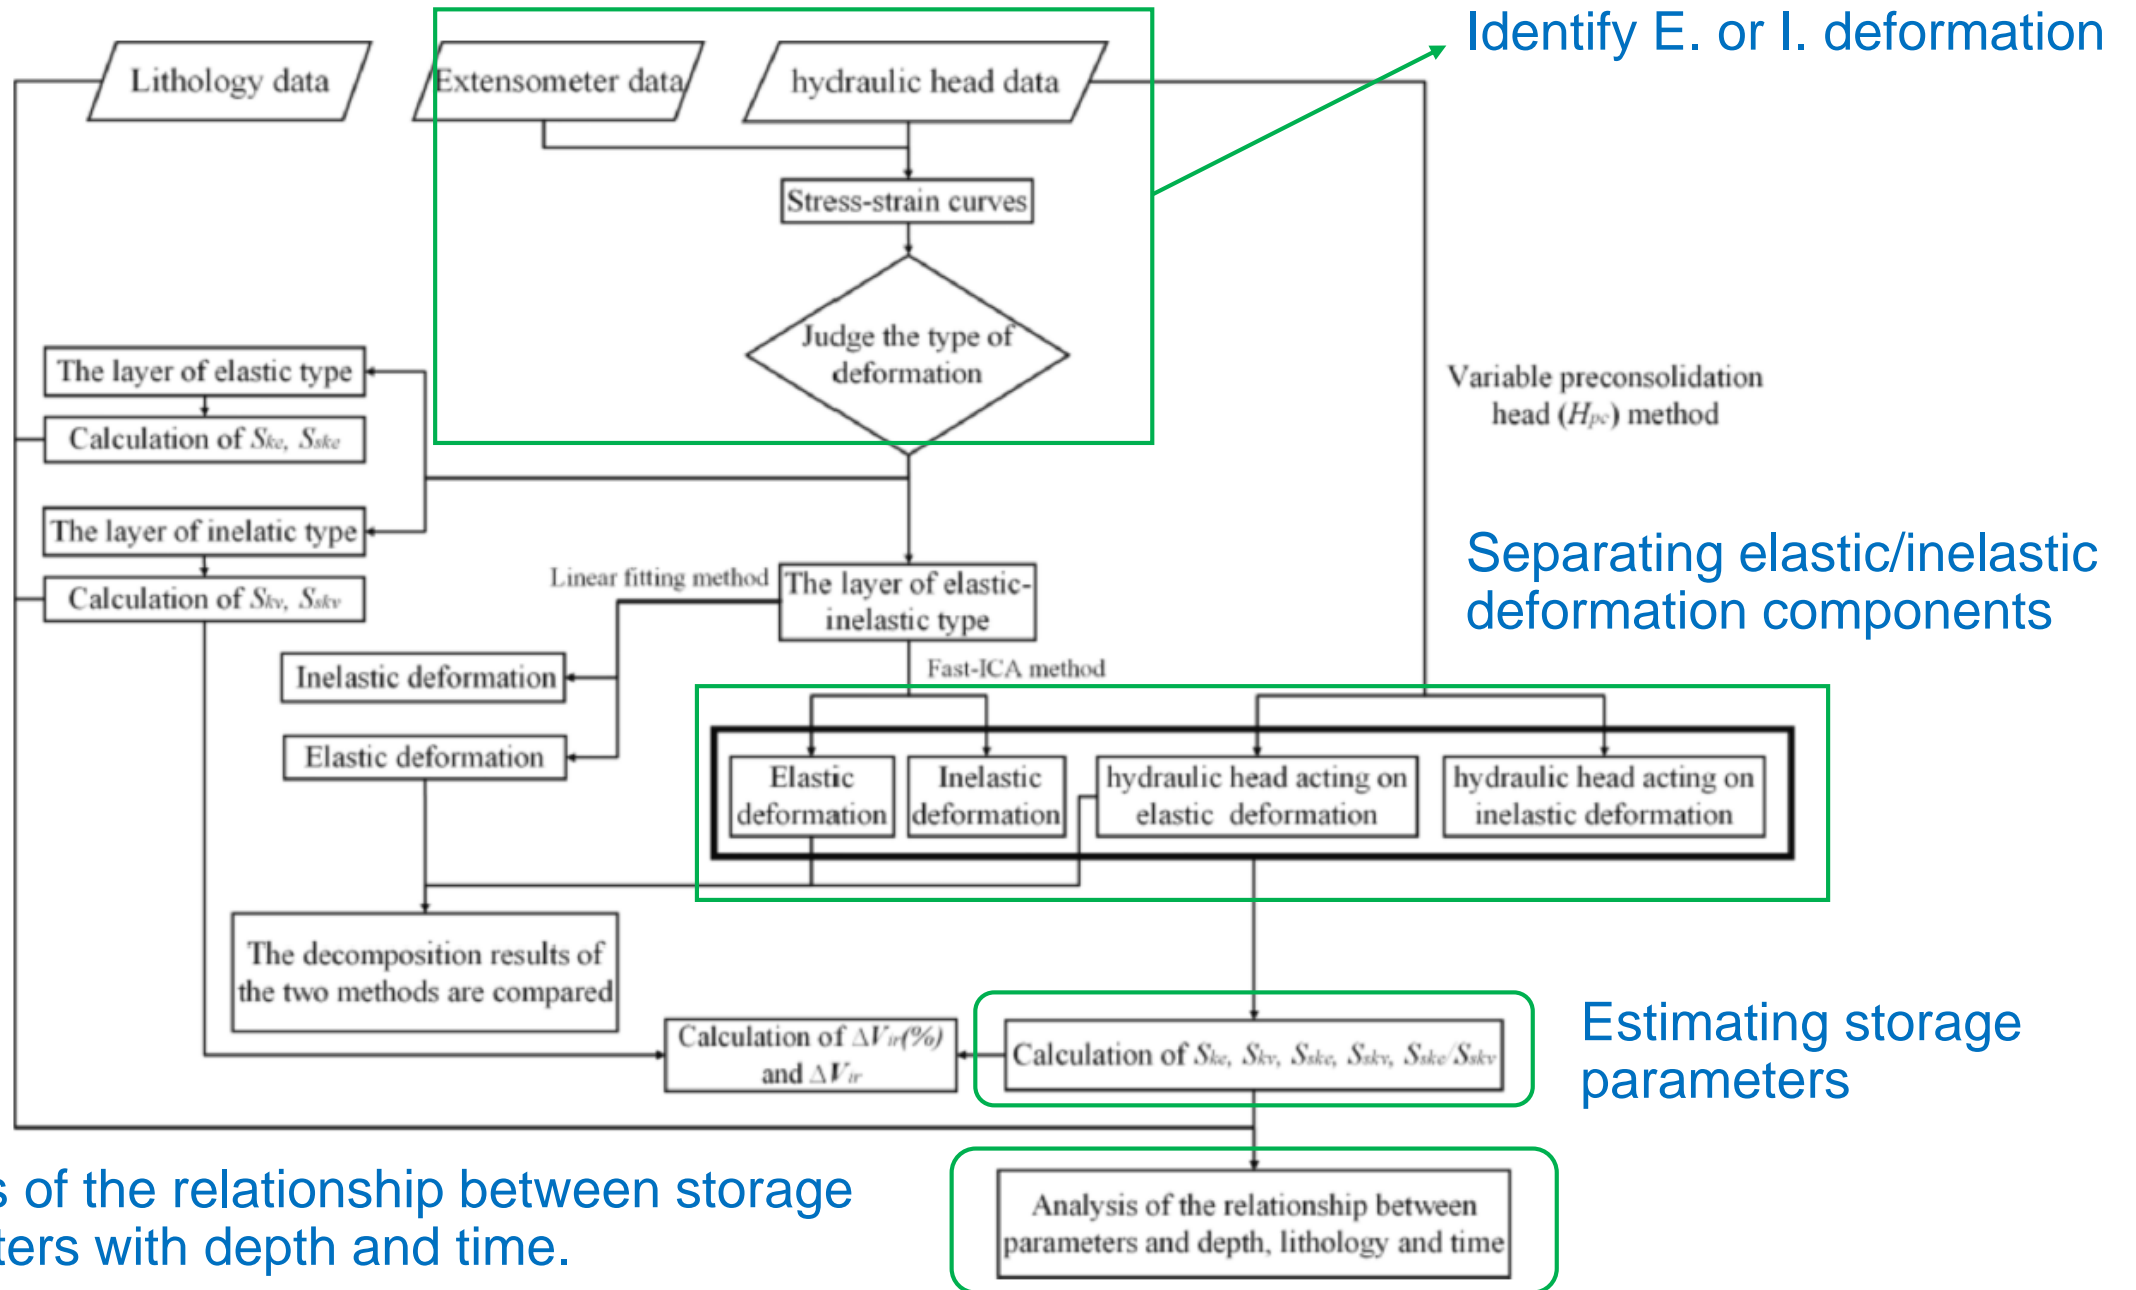 Identify E. or I. deformation
Lithology data
Extensometer data
hydraulic head data
Stress-strain curves
Judge the type of
deformation
The layer of elastic type
Calculation of Ske, Sske
Variable preconsolidation
head (Hpc) method
The layer of inelatic type
Calculation of Skv, Sskv
Linear fitting method
The layer of elastic-
inelastic type
Separating elastic/inelastic
deformation components
Inelastic deformation
Fast-ICA method
Elastic deformation
Elastic
deformation
Inelastic
deformation
hydraulic head acting on
elastic deformation
hydraulic head acting on
inelastic deformation
The decomposition results of
the two methods are compared
Calculation of ΔVir(%)
and ΔVir
Calculation of Ske, Skv, Sske, Sskv, Sske/Sskv
Estimating storage
parameters
s of the relationship between storage
ters with depth and time.
Analysis of the relationship between
parameters and depth, lithology and time